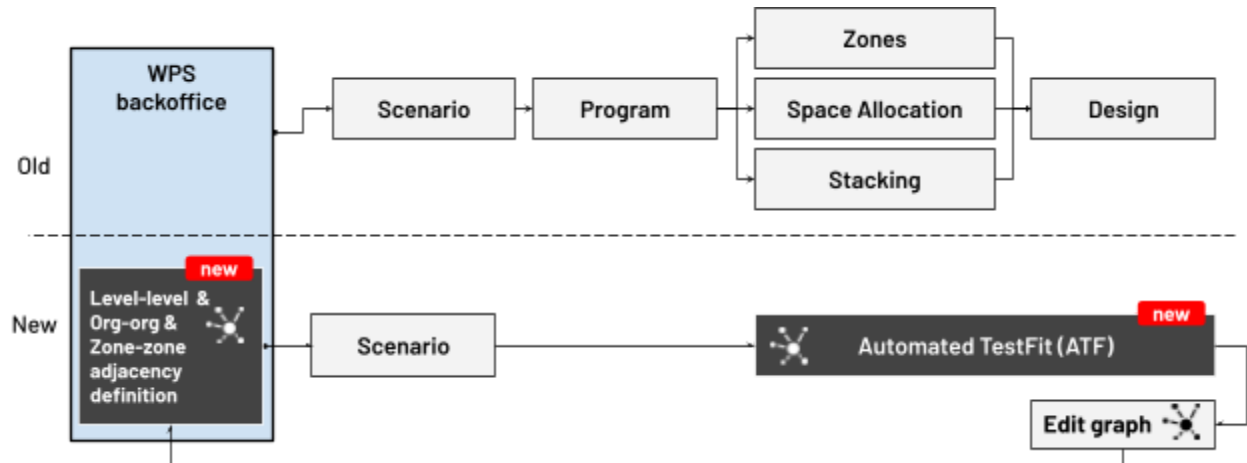 WPS
backoffice
Old
Scenario
Program
Zones
Space Allocation
Stacking
Design
New
new
Level-level &
Org-org &
Zone-zone
adjacency
definition
Scenario
new
Automated TestFit (ATF)
Edit graph